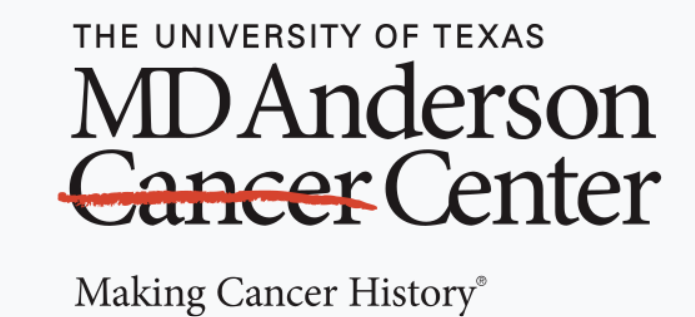 THE UNIVERSITY OF TEXAS
MD Anderson
Cancer Center
Making Cancer History®